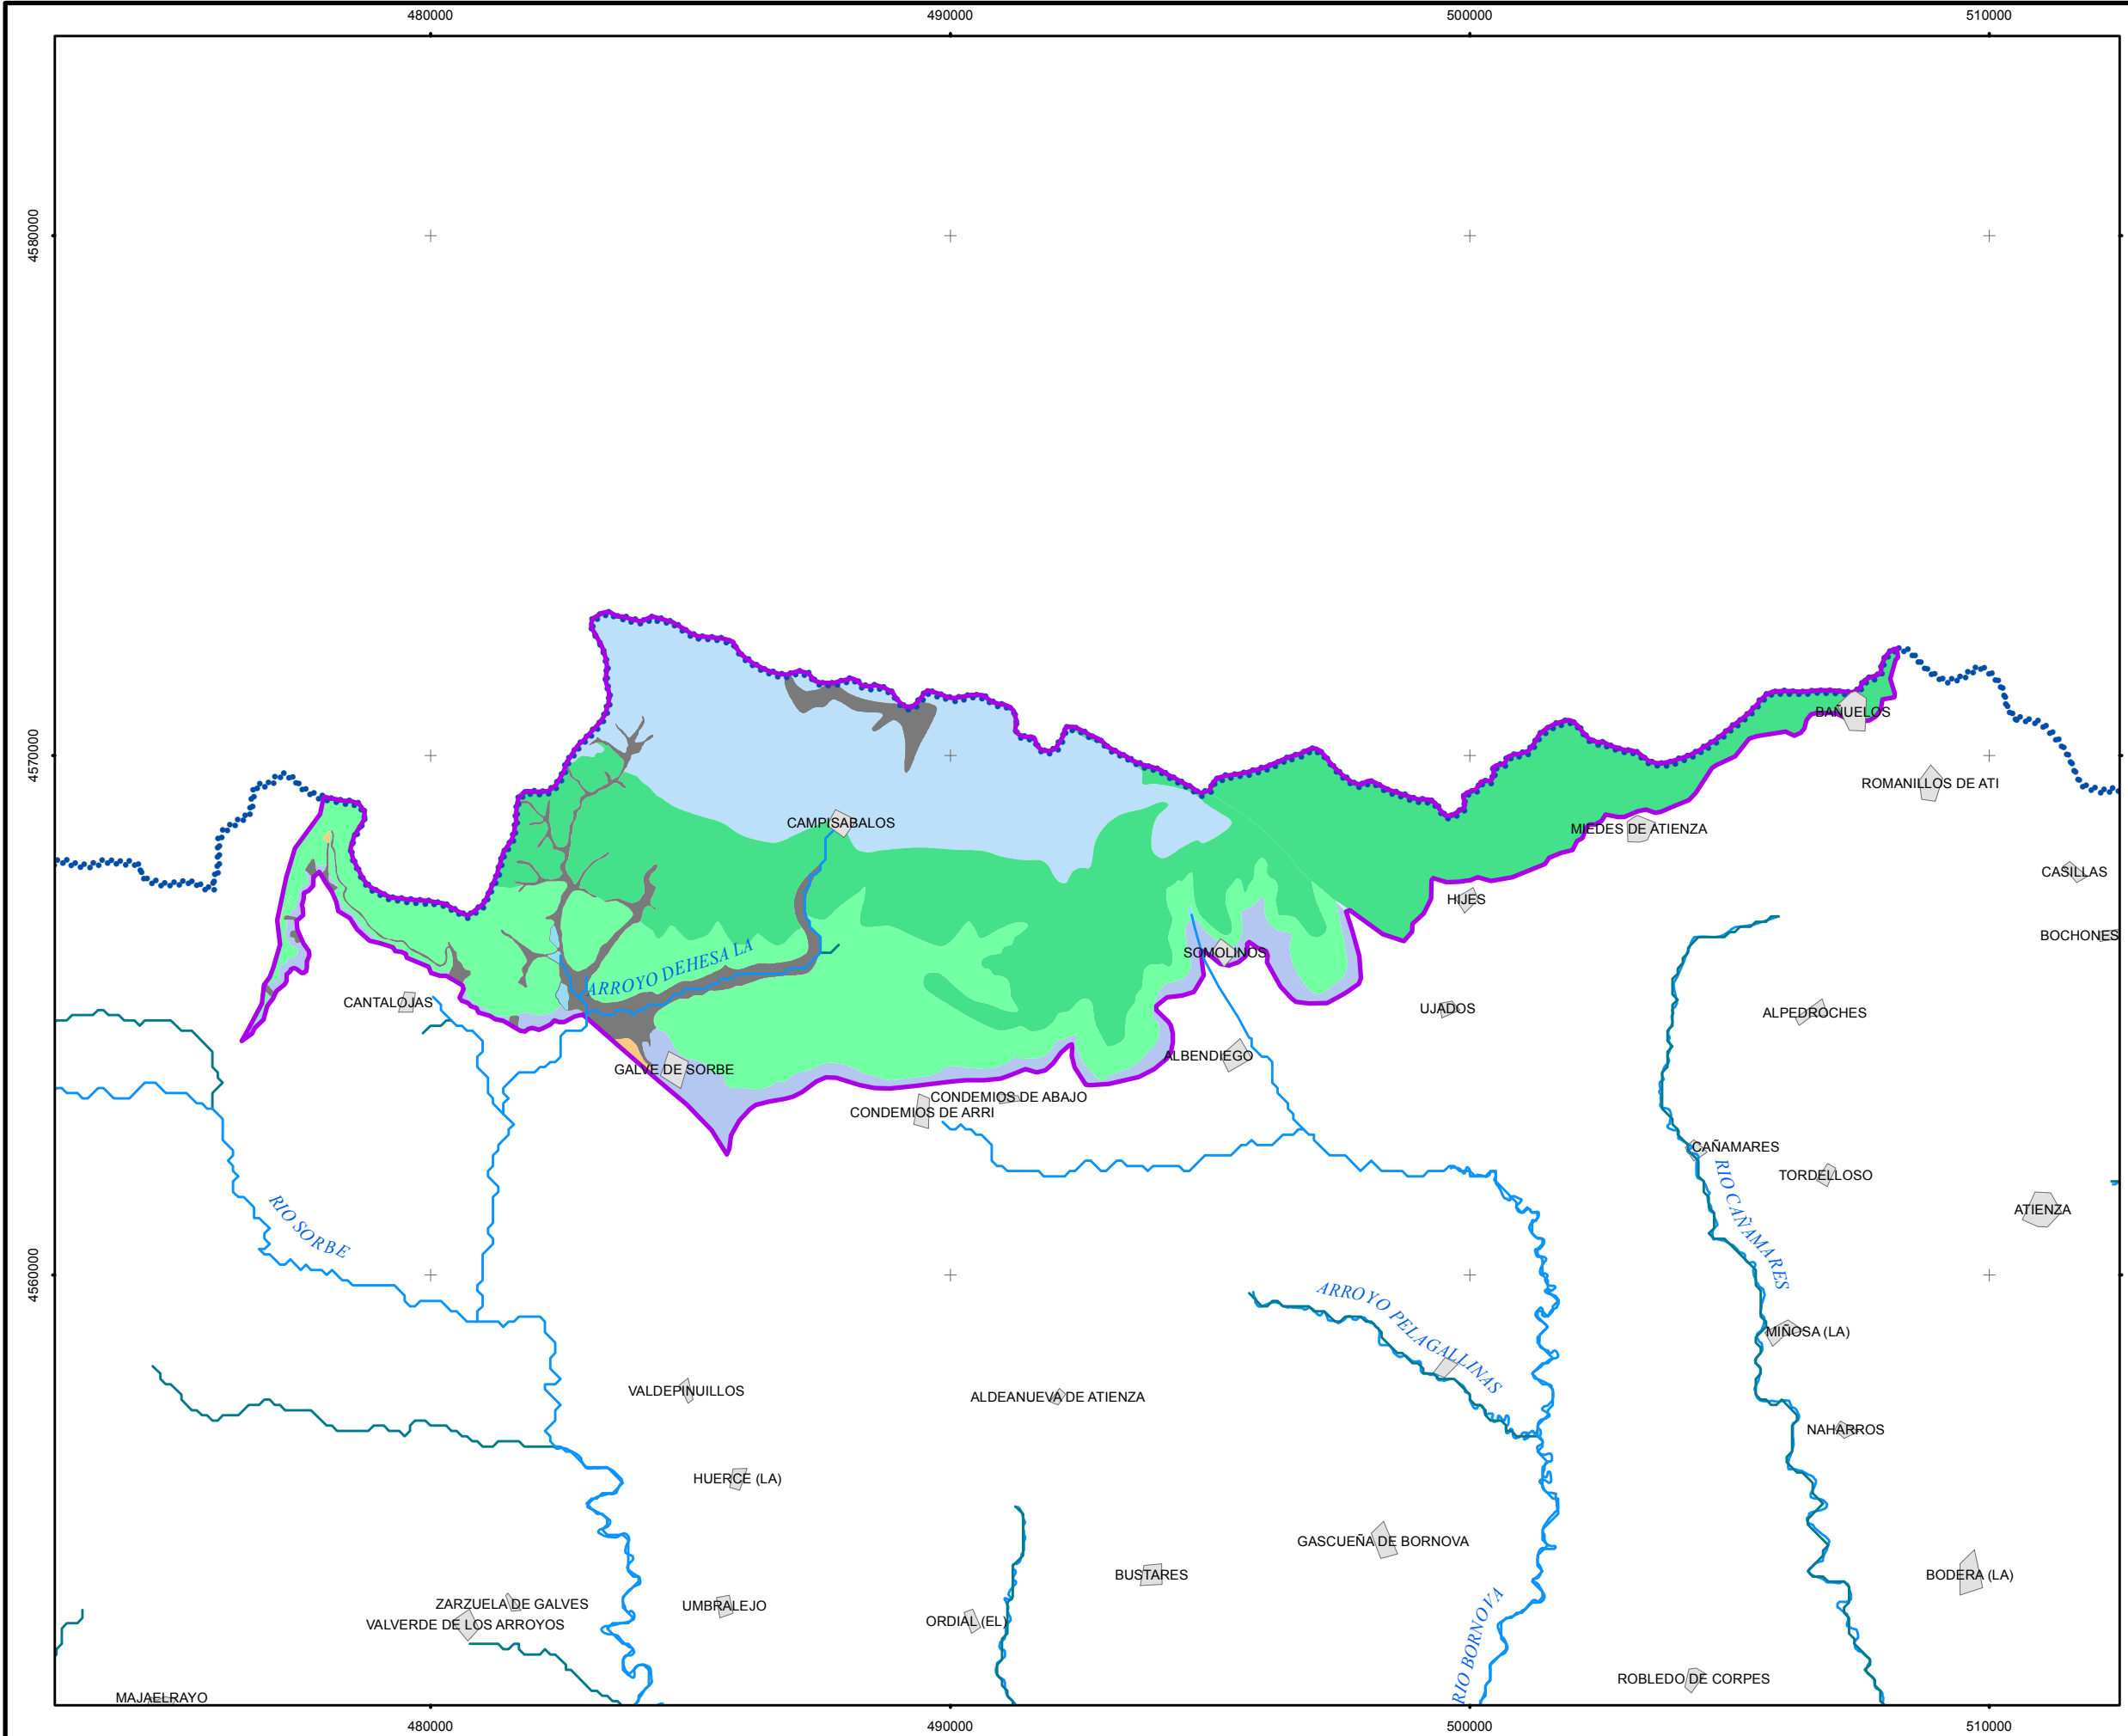 480000
490000
500000
510000
4580000
4570000
BAÑUELOS
ROMANILLOS DE ATI
CAMPISABALOS
MIEDES DE ATIENZA
CASILLAS
HIJES
BOCHONES
SOMOLINOS
ARROYO DEHESA LA
CANTALOJAS
UJADOS
ALPEDROCHES
ALBENDIEGO
GALVE DE SORBE
CONDEMIOS DE ABAJO
CONDEMIOS DE ARRI
CAÑAMARES
TORDELLOSO
RIO CAÑAMARES
ATIENZA
RIO SORBE
4560000
ARROYO PELAGALLINAS
MIÑOSA (LA)
VALDEPINUILLOS
ALDEANUEVA DE ATIENZA
NAHARROS
HUERCE (LA)
GASCUEÑA DE BORNOVA
BUSTARES
BODERA (LA)
ZARZUELA DE GALVES
UMBRALEJO
VALVERDE DE LOS ARROYOS
ORDIAL (EL)
RIO BORNOVA
ROBLEDO DE CORPES
MAJAELRAYO
480000
490000
500000
510000